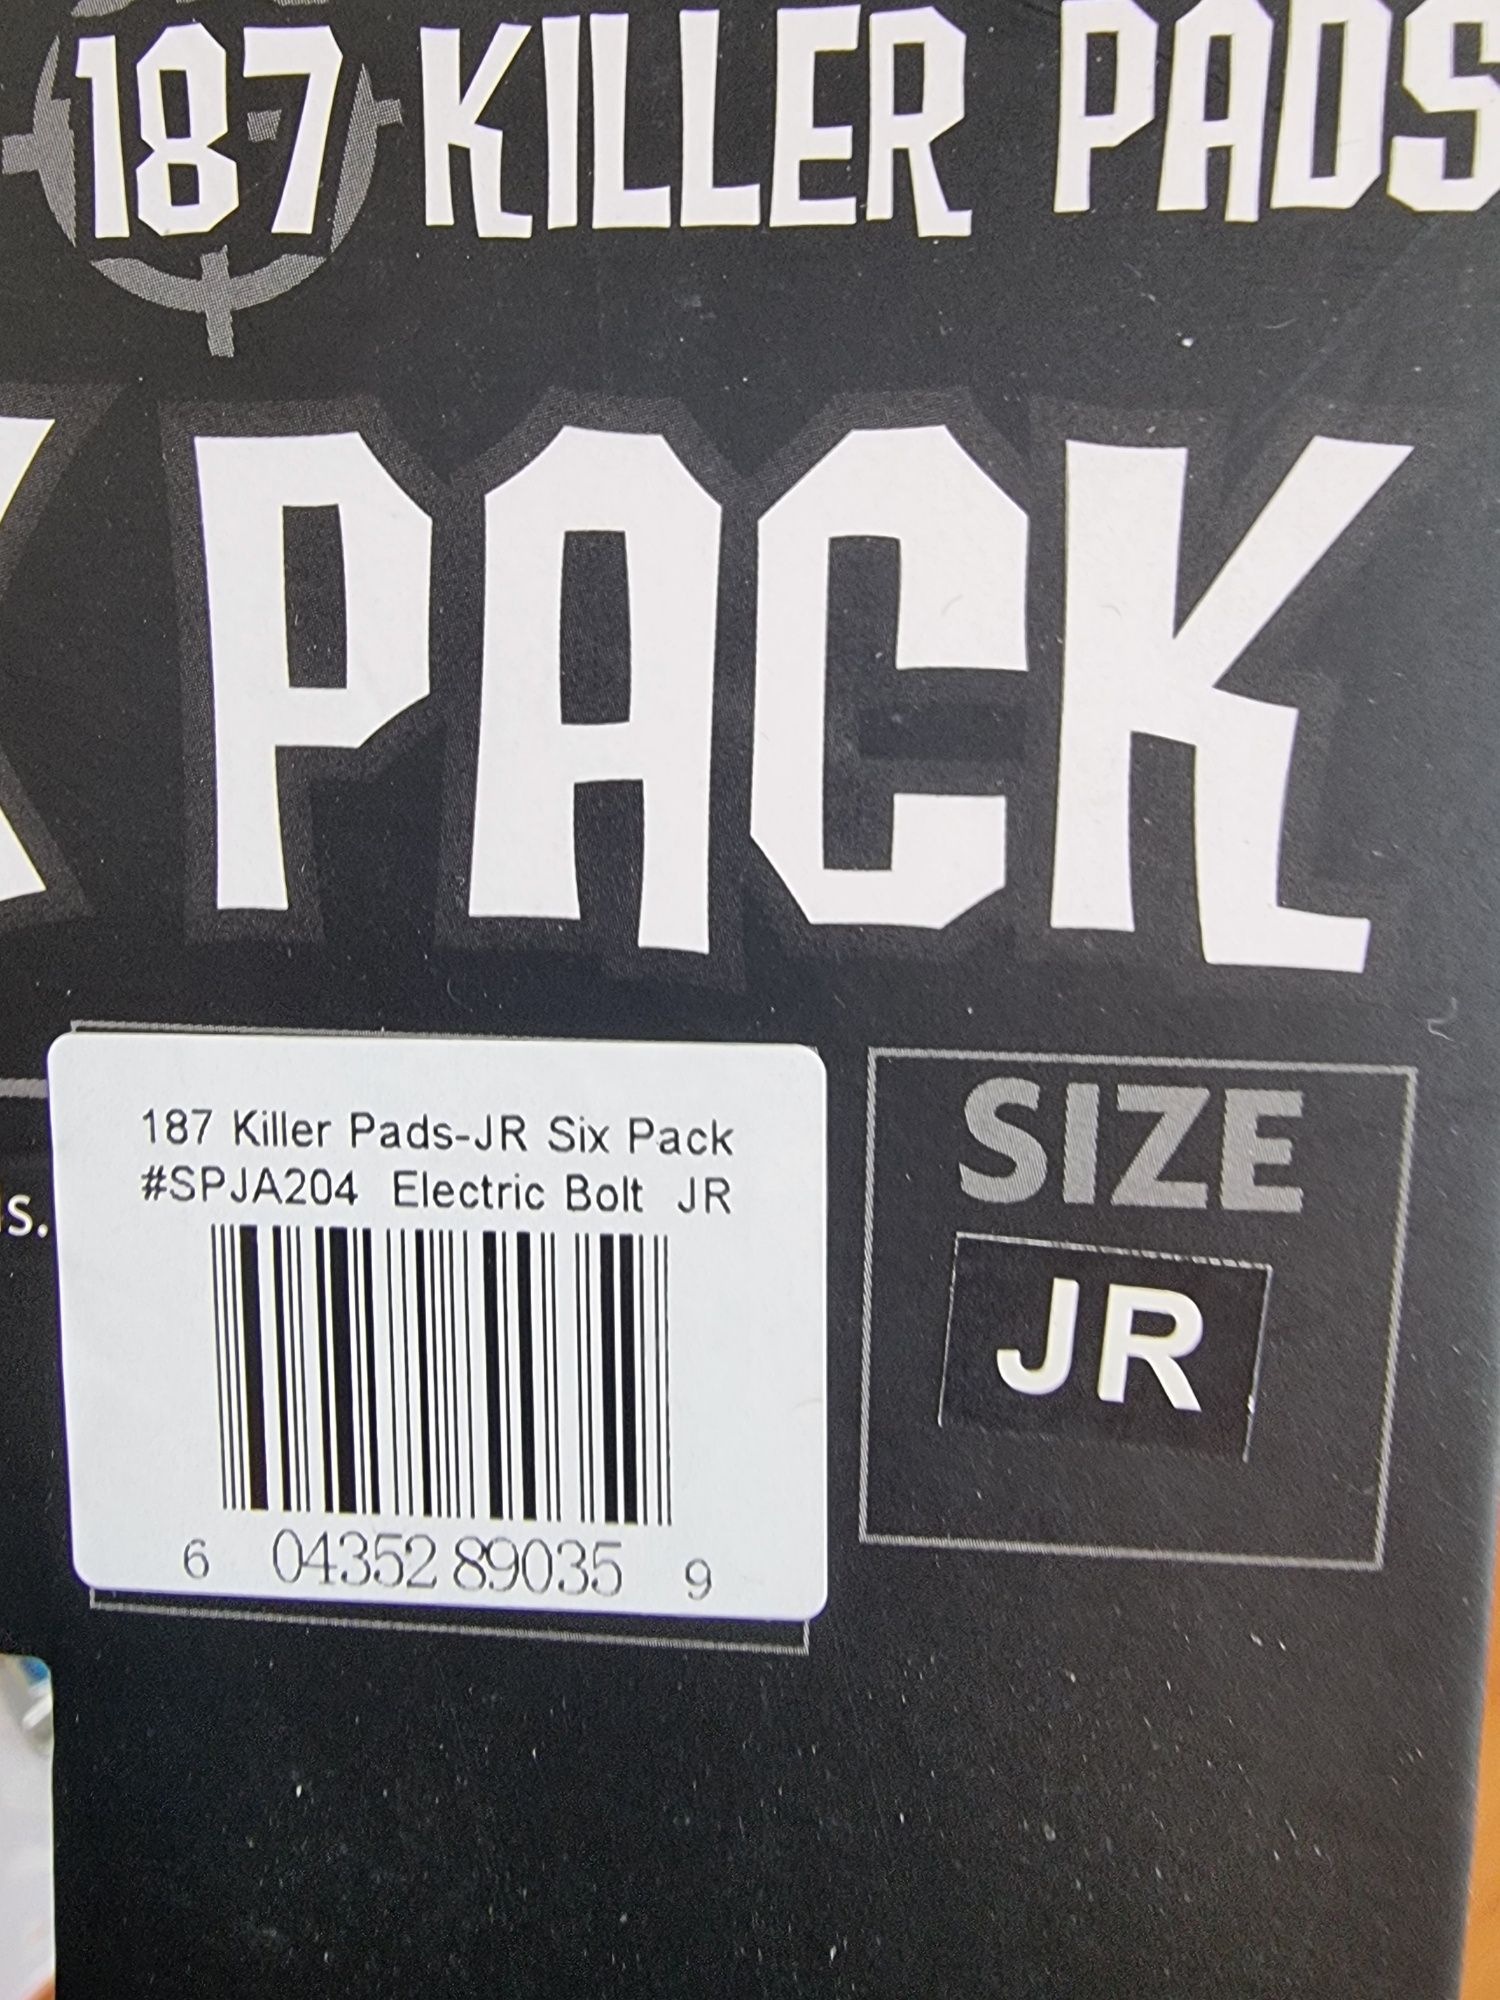 187 KILLER PADS
PACK
s.
187 Killer Pads-JR Six Pack
#SPJA204 Electric Bolt JR
6 04352 89035 9
SIZE
JR